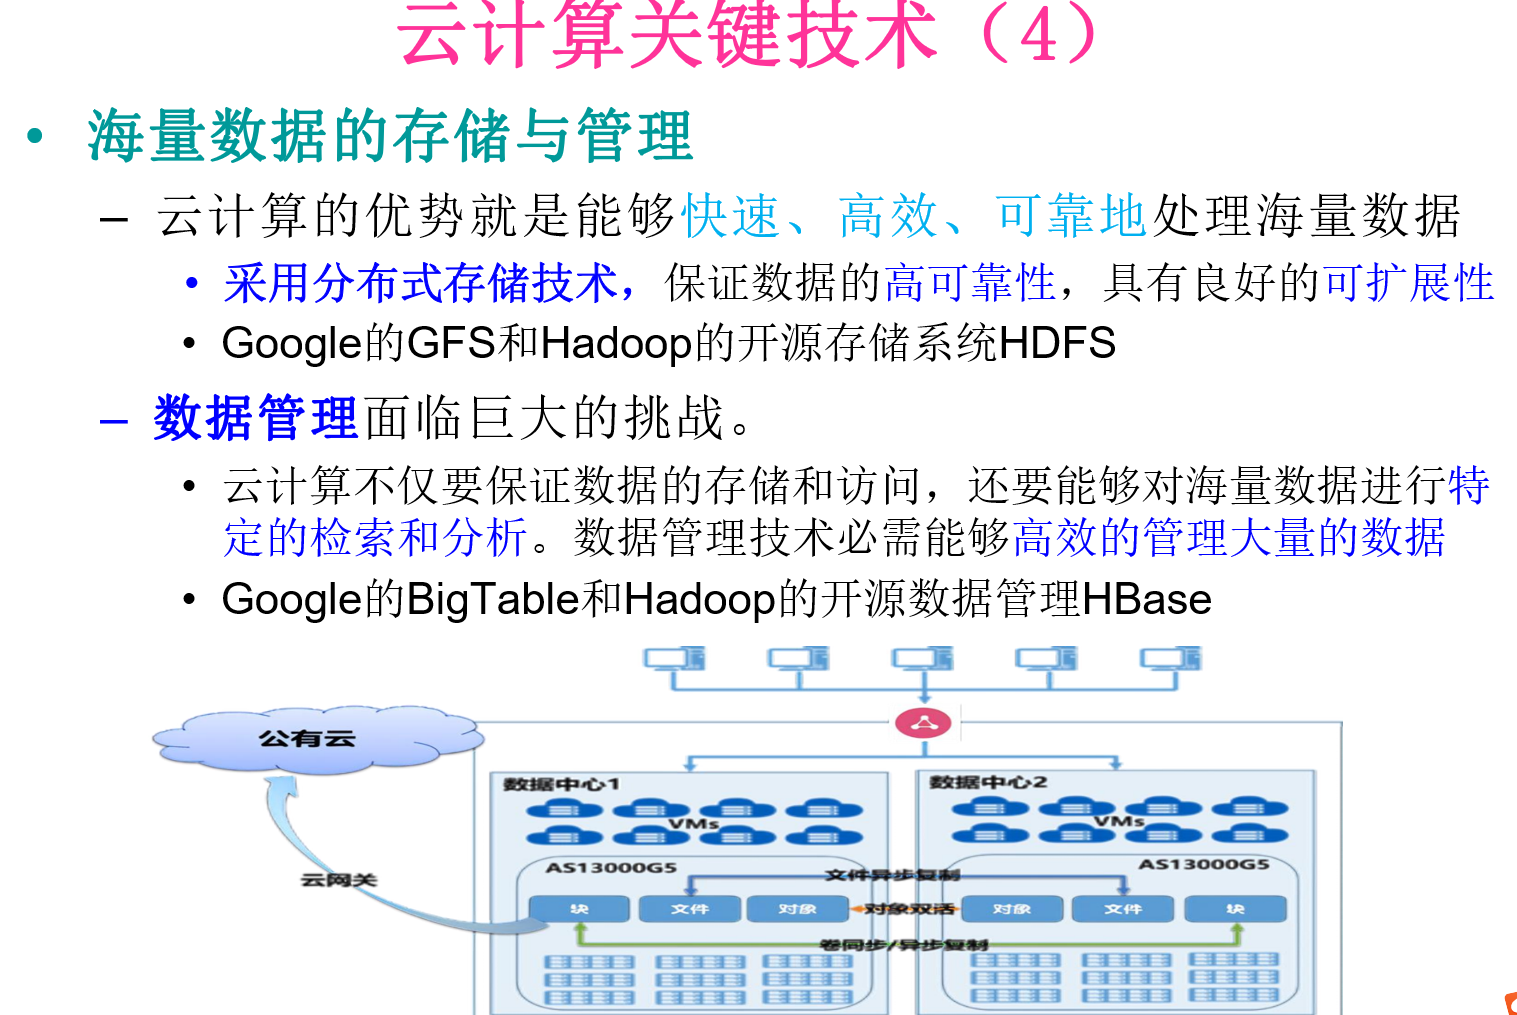 云计算关键技术（4）
• 海量数据的存储与管理
– 云计算的优势就是能够快速、高效、可靠地处理海量数据
• 采用分布式存储技术，保证数据的高可靠性，具有良好的可扩展性
• Google的GFS和Hadoop的开源存储系统HDFS
– 数据管理面临巨大的挑战。
• 云计算不仅要保证数据的存储和访问，还要能够对海量数据进行特
定的检索和分析。数据管理技术必需能够高效的管理大量的数据
• Google的BigTable和Hadoop的开源数据管理HBase
公有云
云网关
数据中心1
VMs
AS13000G5
块 文件 对象
数据中心2
VMs
AS13000G5
对象 文件 块
文件异步复制
对象双活
卷同步/异步复制